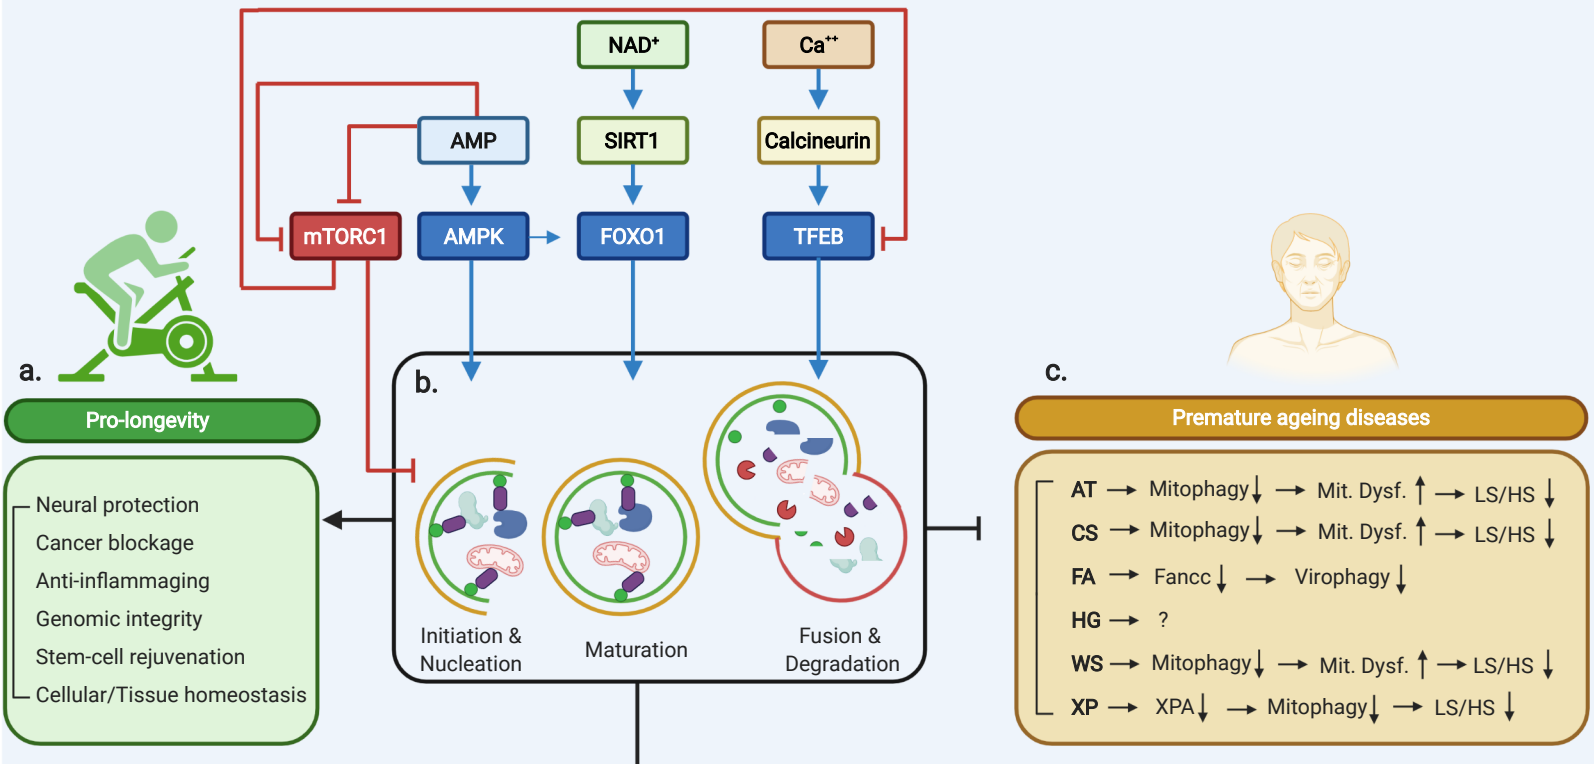 NAD⁺
Ca⁺⁺
AMP
SIRT1
Calcineurin
mTORC1
AMPK
FOXO1
TFEB
a.
Pro-longevity
Neural protection
Cancer blockage
Anti-inflammaging
Genomic integrity
Stem-cell rejuvenation
Cellular/Tissue homeostasis
b.
Initiation &
Nucleation
Maturation
Fusion &
Degradation
c.
Premature ageing diseases
AT → Mitophagy↓ → Mit. Dysf. ↑ → LS/HS ↓
CS → Mitophagy↓ → Mit. Dysf. ↑ → LS/HS ↓
FA → Fancc↓ → Virophagy↓
HG → ?
WS → Mitophagy↓ → Mit. Dysf. ↑ → LS/HS ↓
XP → XPA↓ → Mitophagy↓ → LS/HS ↓